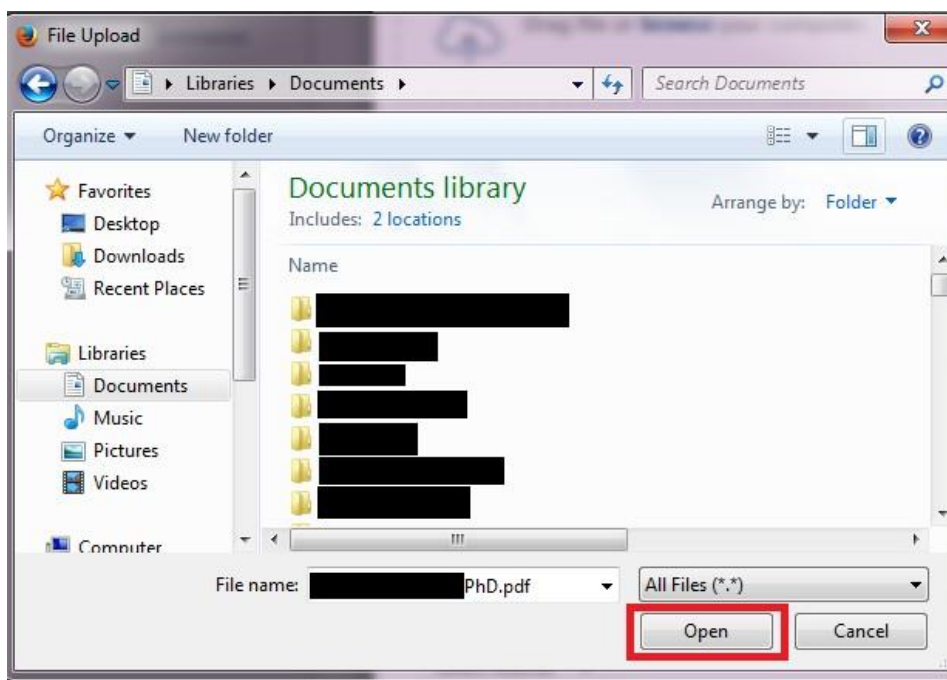 File Upload
Libraries Documents
Search Documents
Organize
New folder
Favorites
Desktop
Downloads
Recent Places
Libraries
Documents
Music
Pictures
Videos
Computer
Documents library
Includes: 2 locations
Arrange by: Folder
Name
File name: PhD.pdf
All Files (*.*)
Open
Cancel